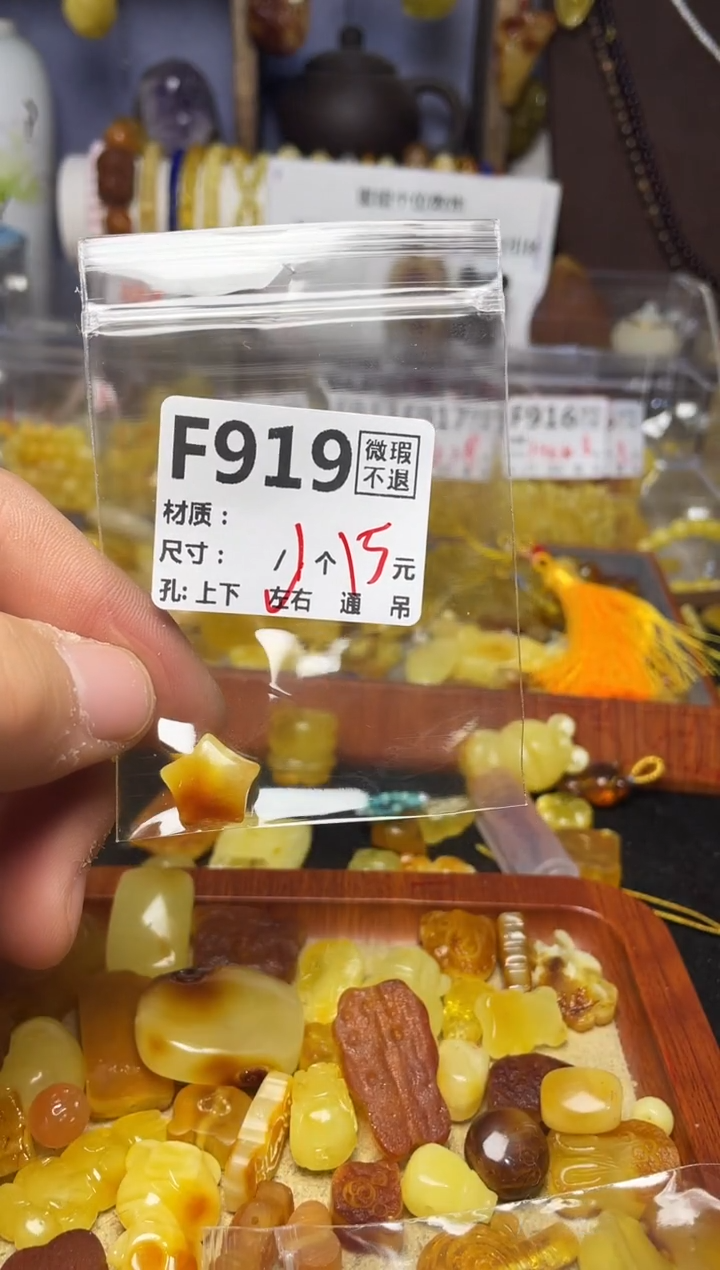 F919 微瑕
不退
材质：
尺寸： /个 15元
孔: 上下 左右 通 吊
F916